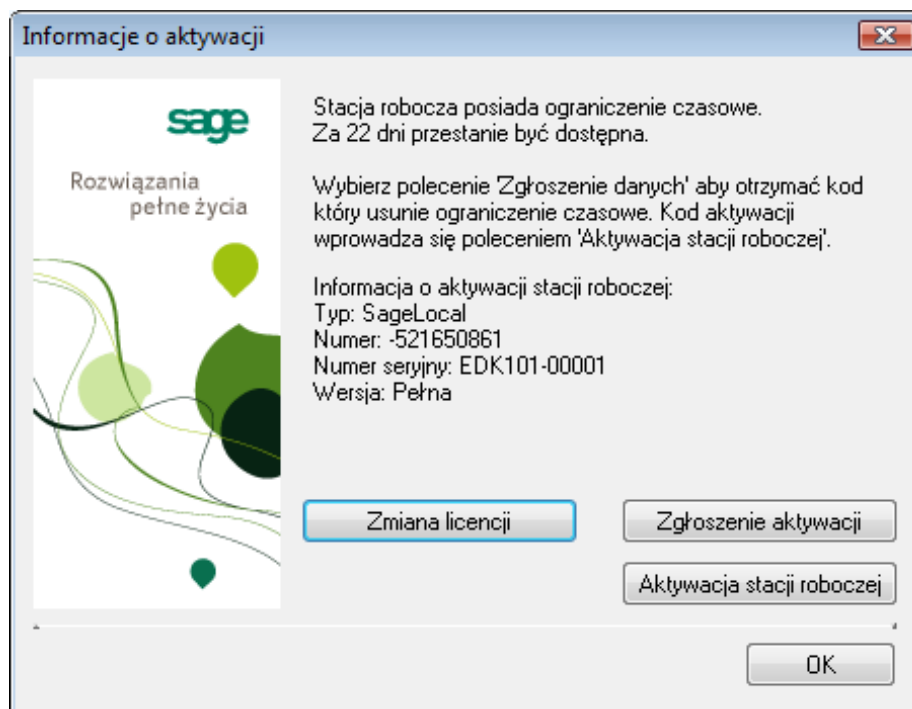 Informacje o aktywacji
sage
Rozwiązania
pełne życia
Stacja robocza posiada ograniczenie czasowe.
Za 22 dni przestanie być dostępna.
Wybierz polecenie 'Zgłoszenie danych' aby otrzymać kod
który usunie ograniczenie czasowe. Kod aktywacji
wprowadza się poleceniem 'Aktywacja stacji roboczej'.
Informacja o aktywacji stacji roboczej:
Typ: SageLocal
Numer: -521650861
Numer seryjny: EDK101-00001
Wersja: Pełna
Zmiana licencji
Zgłoszenie aktywacji
Aktywacja stacji roboczej
OK